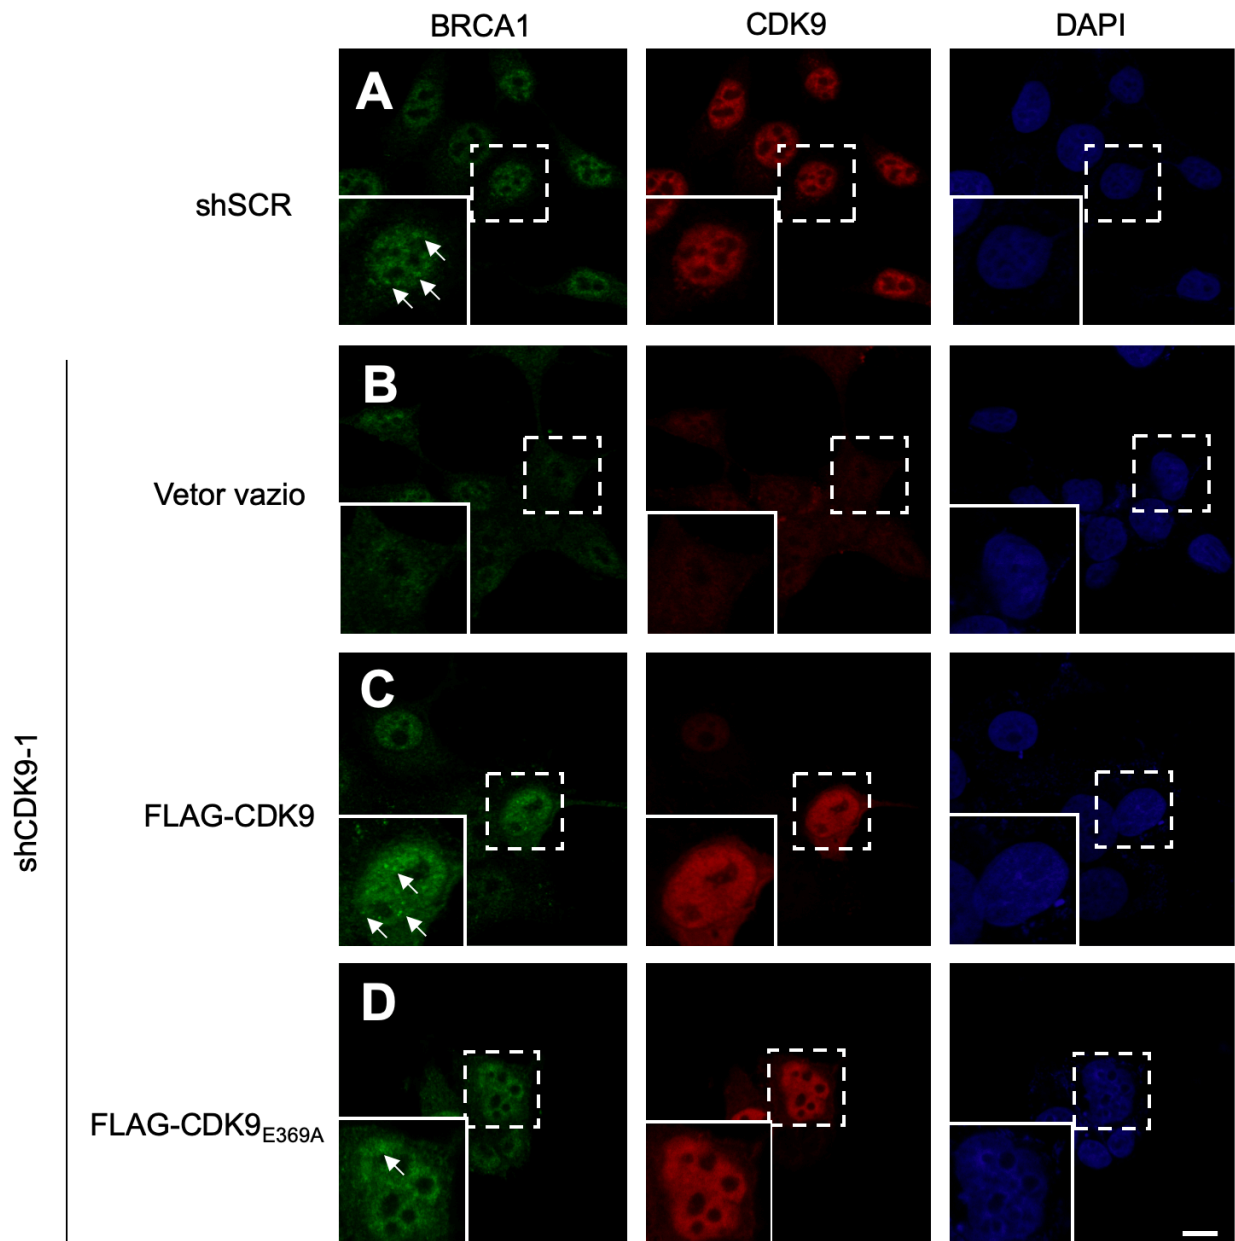 BRCA1 CDK9 DAPI
A
shSCR
B
Vetor vazio
C
shCDK9-1
FLAG-CDK9
D
FLAG-CDK9E369A